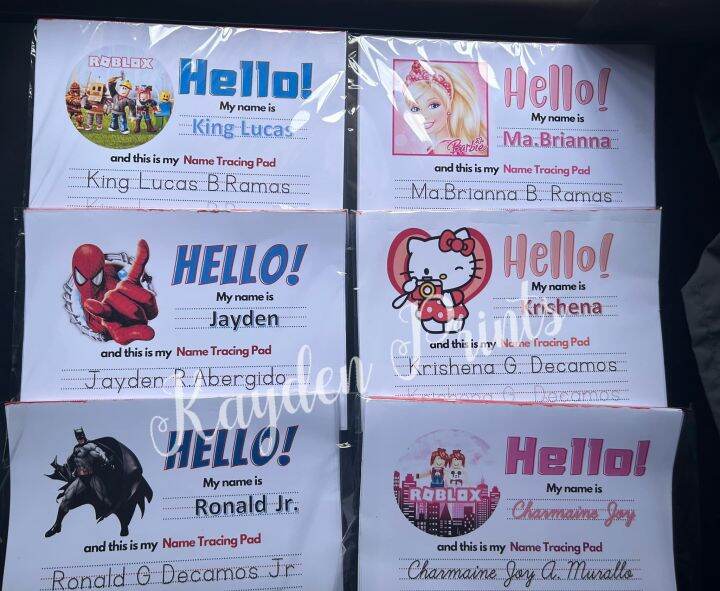 ROBLOX
Hello!
My name is
King Lucas
and this is my Name Tracing Pad
King Lucas B.Ramas
Barbie
Hello!
My name is
Ma.Brianna
and this is my Name Tracing Pad
Ma.Brianna B. Ramas
HELLO!
My name is
Jayden
and this is my Name Tracing Pad
Jayden R.Abergido
Hello!
My name is
Krishena
and this is my Name Tracing Pad
Krishena G. Decamos
Krishena G. Decamos
Kayden Prints
HELLO!
My name is
Ronald Jr.
and this is my Name Tracing Pad
Ronald G Decamos Jr
ROBLOX
Hello!
My name is
Charmaine Joy
and this is my Name Tracing Pad
Charmaine Joy A. Murallo